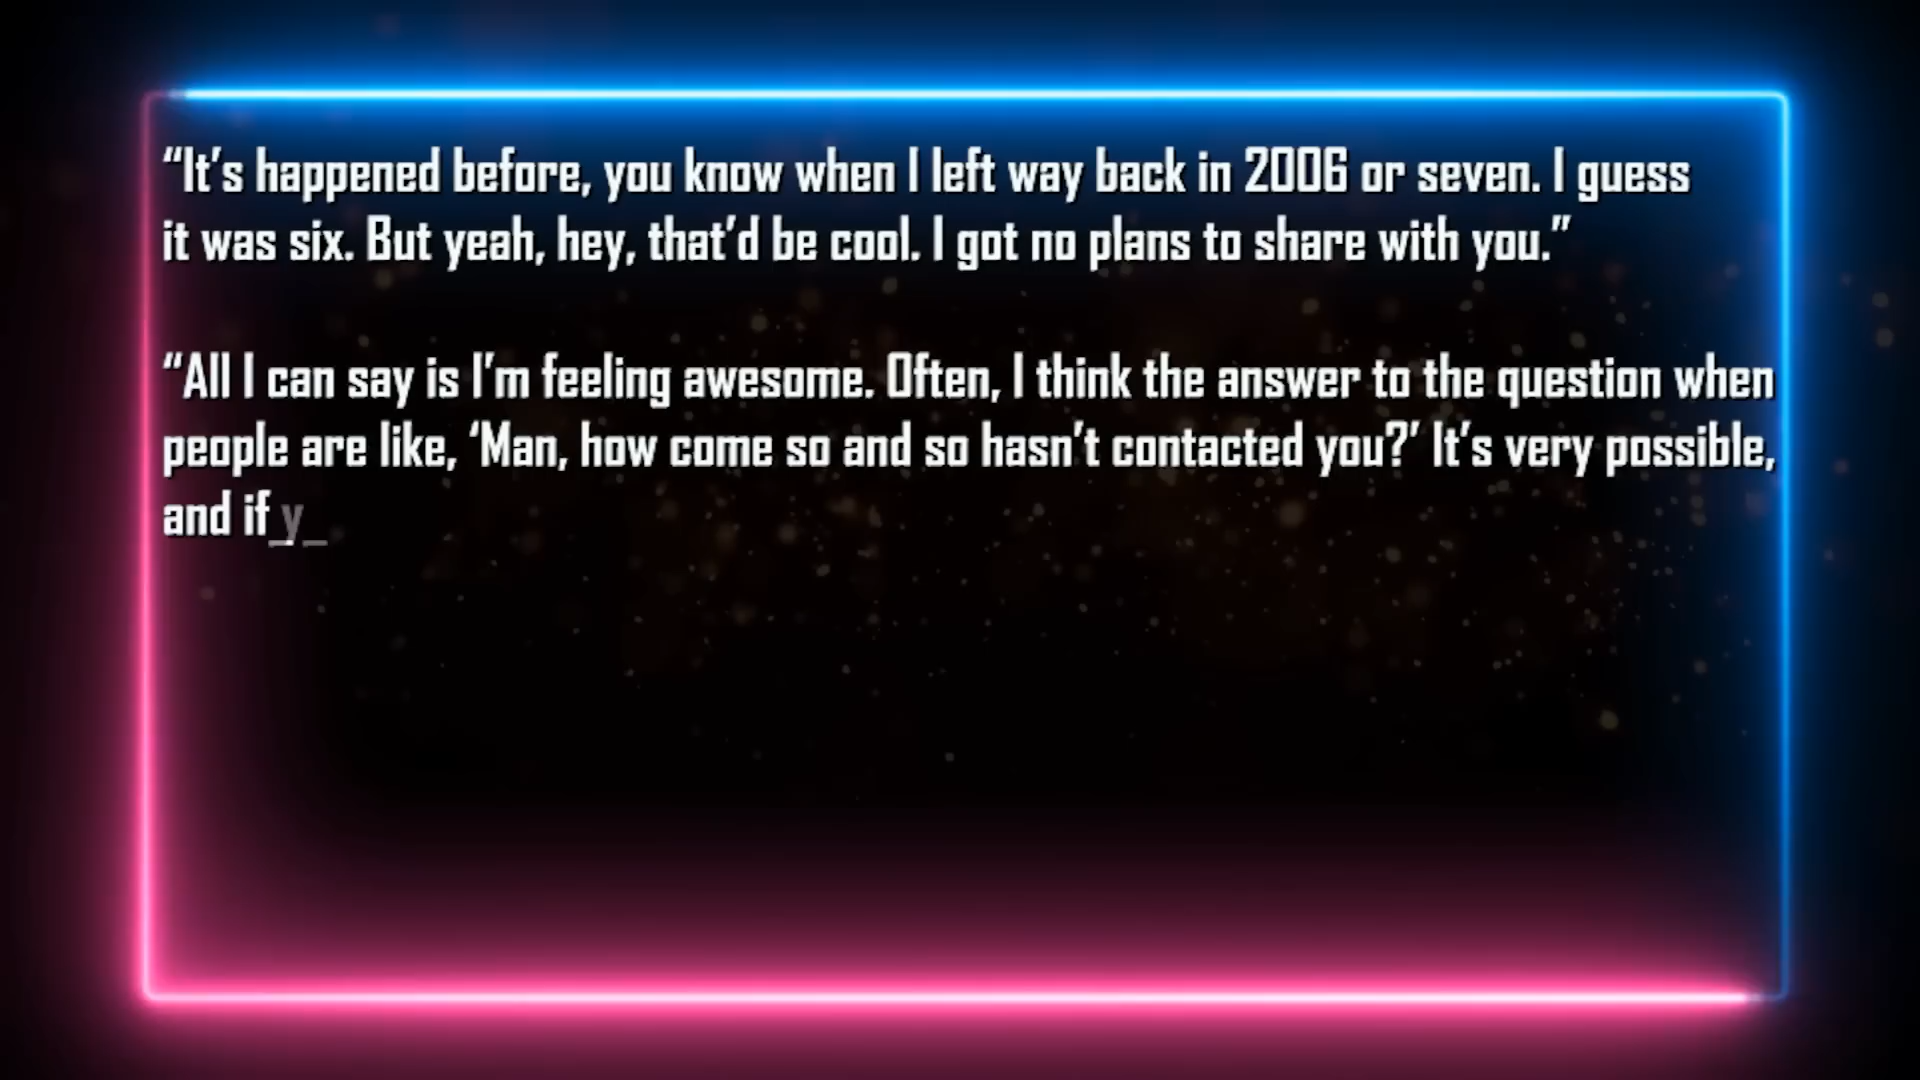 “It’s happened before, you know when I left way back in 2006 or seven. I guess
it was six. But yeah, hey, that’d be cool. I got no plans to share with you.”
“All I can say is I’m feeling awesome. Often, I think the answer to the question when
people are like, ‘Man, how come so and so hasn’t contacted you?’ It’s very possible,
and if_y_